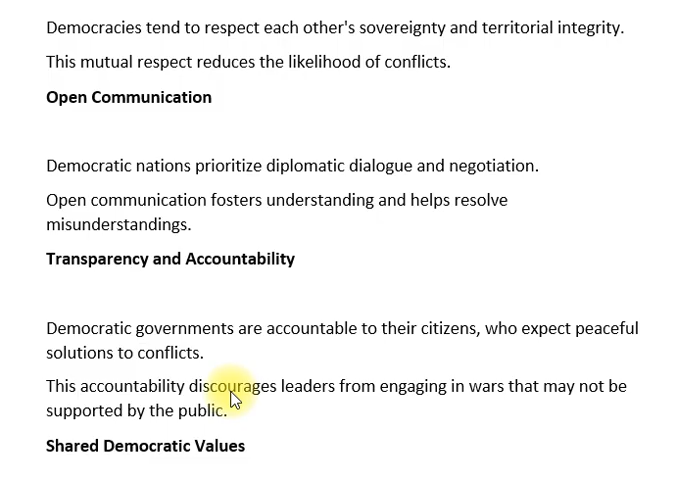 Democracies tend to respect each other's sovereignty and territorial integrity.
This mutual respect reduces the likelihood of conflicts.
Open Communication
Democratic nations prioritize diplomatic dialogue and negotiation.
Open communication fosters understanding and helps resolve
misunderstandings.
Transparency and Accountability
Democratic governments are accountable to their citizens, who expect peaceful
solutions to conflicts.
This accountability discourages leaders from engaging in wars that may not be
supported by the public.
Shared Democratic Values